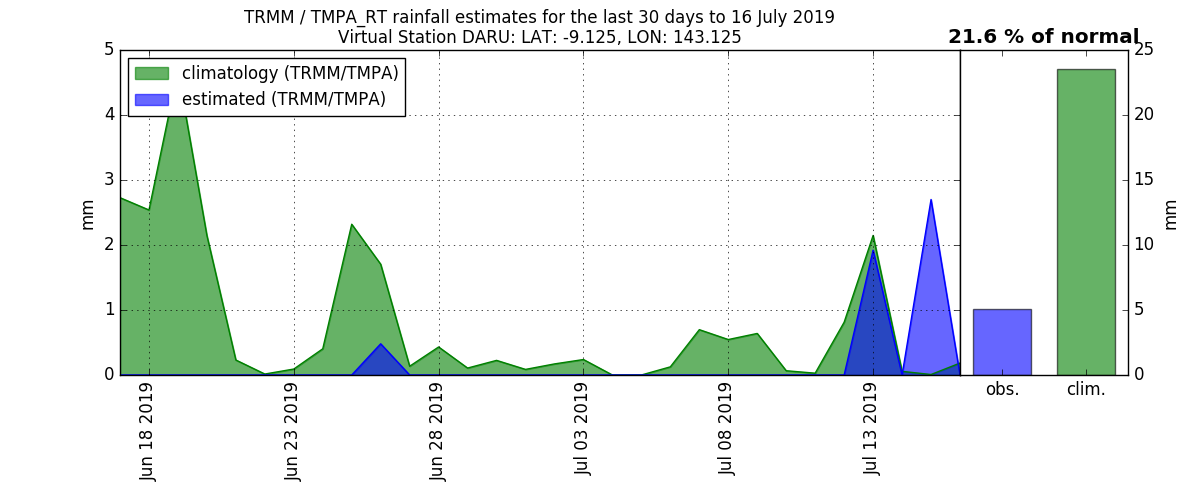 TRMM / TMPA_RT rainfall estimates for the last 30 days to 16 July 2019
Virtual Station DARU: LAT: -9.125, LON: 143.125
21.6 % of normal
climatology (TRMM/TMPA)
estimated (TRMM/TMPA)
5
4
3
2
1
0
mm
Jun 18 2019
Jun 23 2019
Jun 28 2019
Jul 03 2019
Jul 08 2019
Jul 13 2019
obs.
clim.
25
20
15
10
5
0
mm